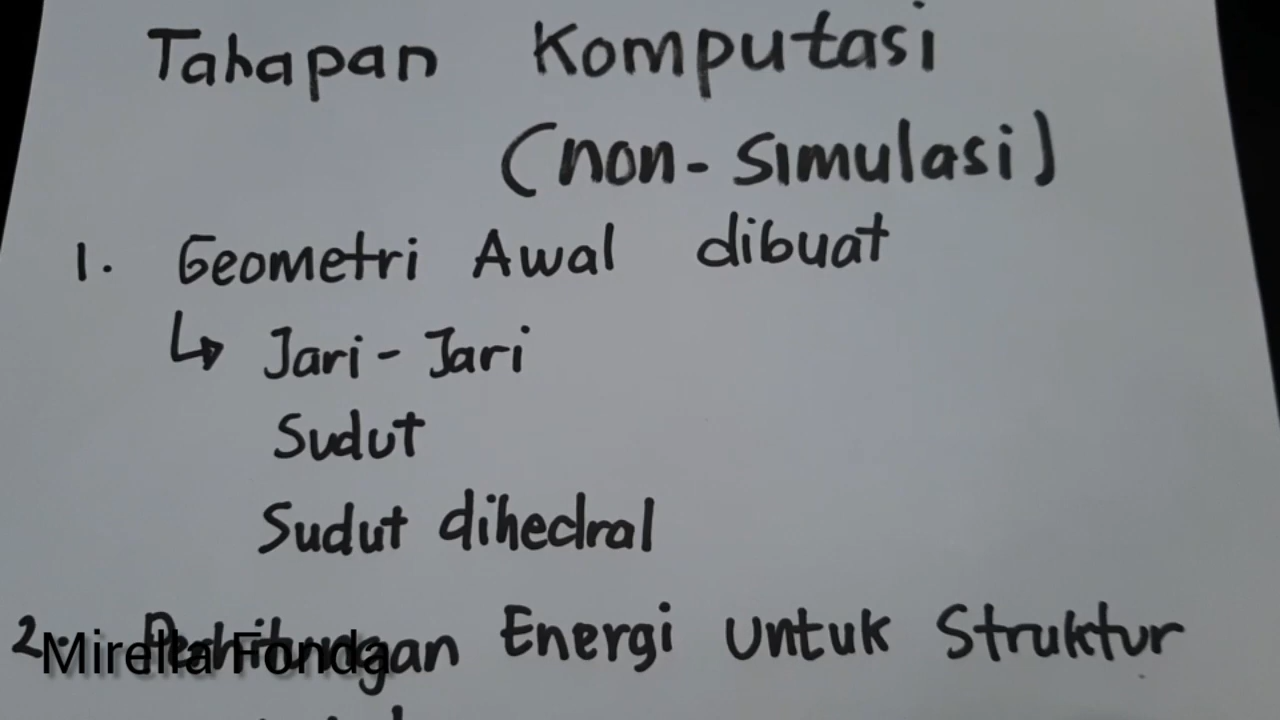 Tahapan Komputasi
(non-simulasi)
1. Geometri Awal dibuat
↳ Jari-Jari
Sudut
Sudut dihedral
2. Perhitungan Energi untuk Struktur
Mirella Fonda